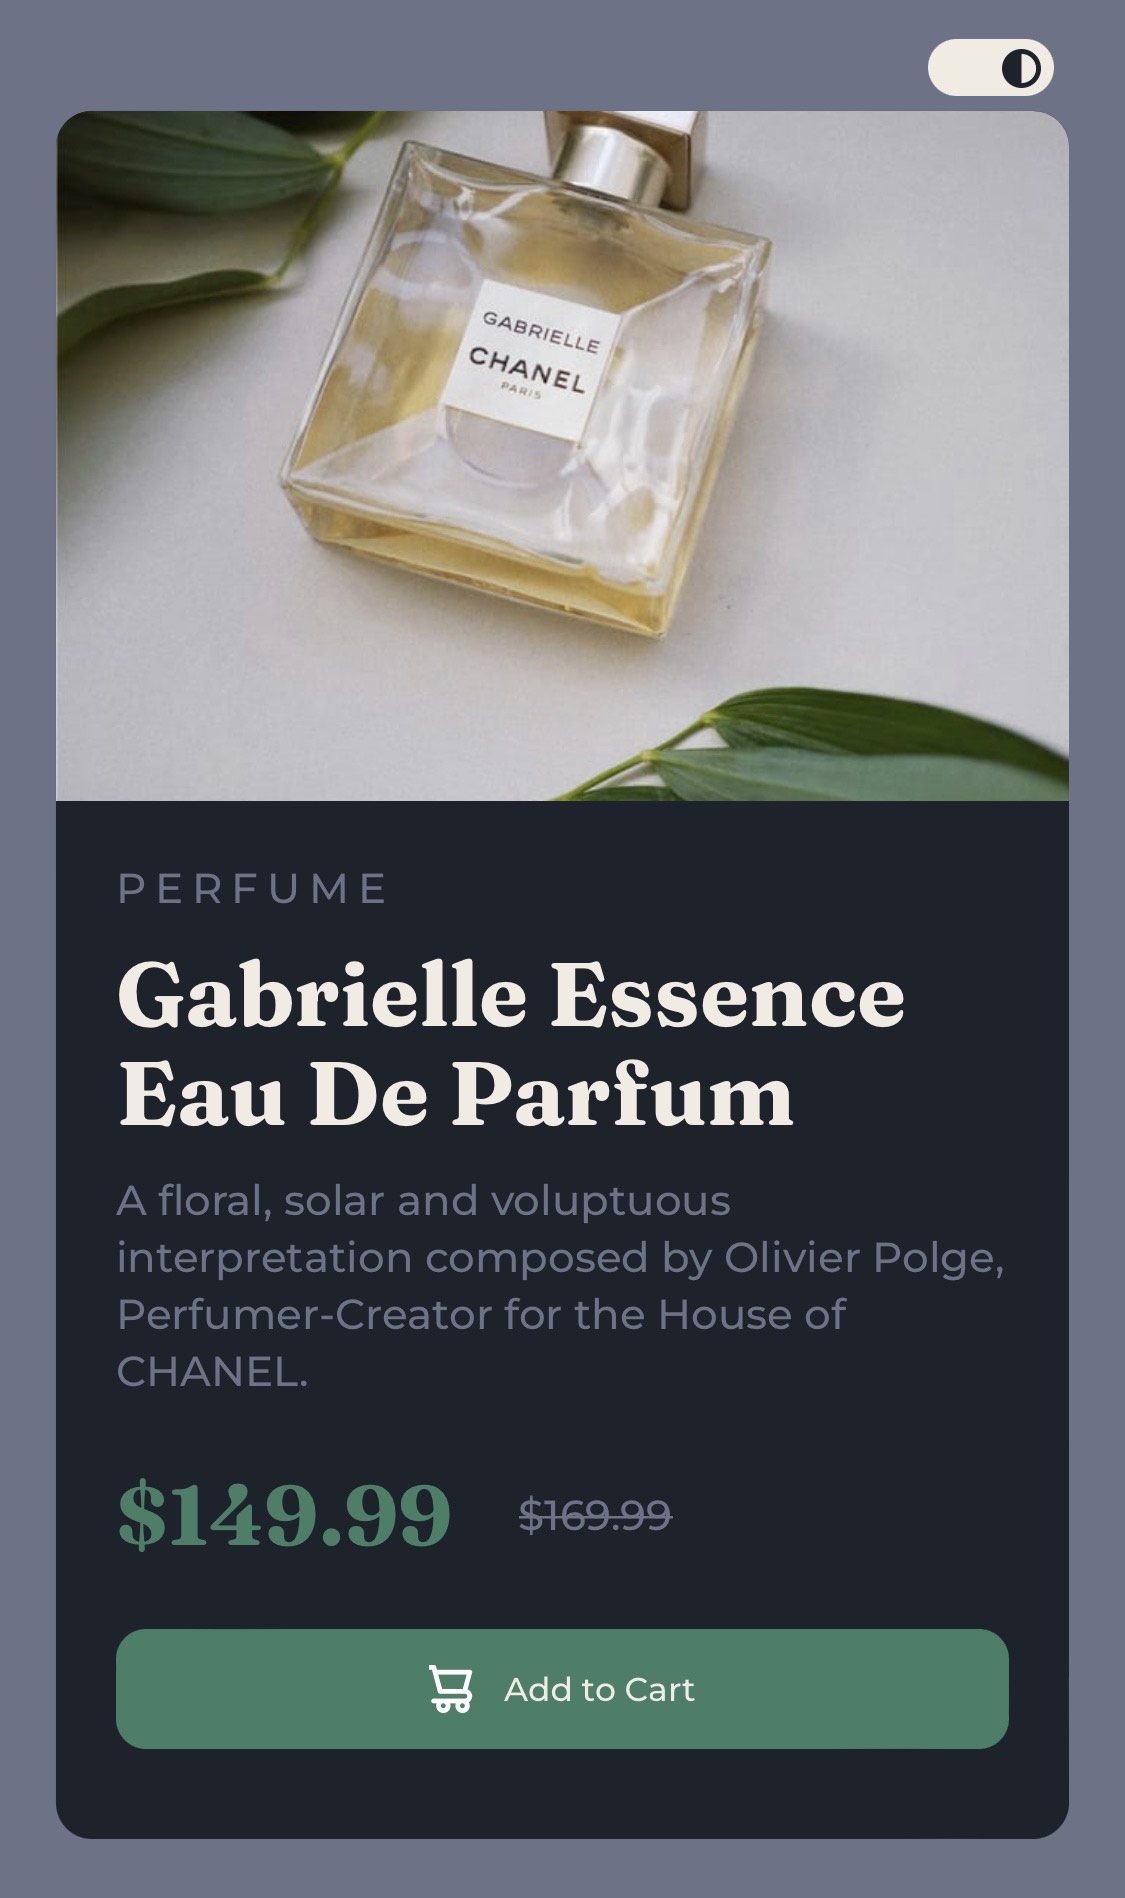 GABRIELLE
CHANEL
PARIS
PERFUME
Gabrielle Essence
Eau De Parfum
A floral, solar and voluptuous
interpretation composed by Olivier Polge,
Perfumer-Creator for the House of
CHANEL.
$149.99 $169.99
Add to Cart